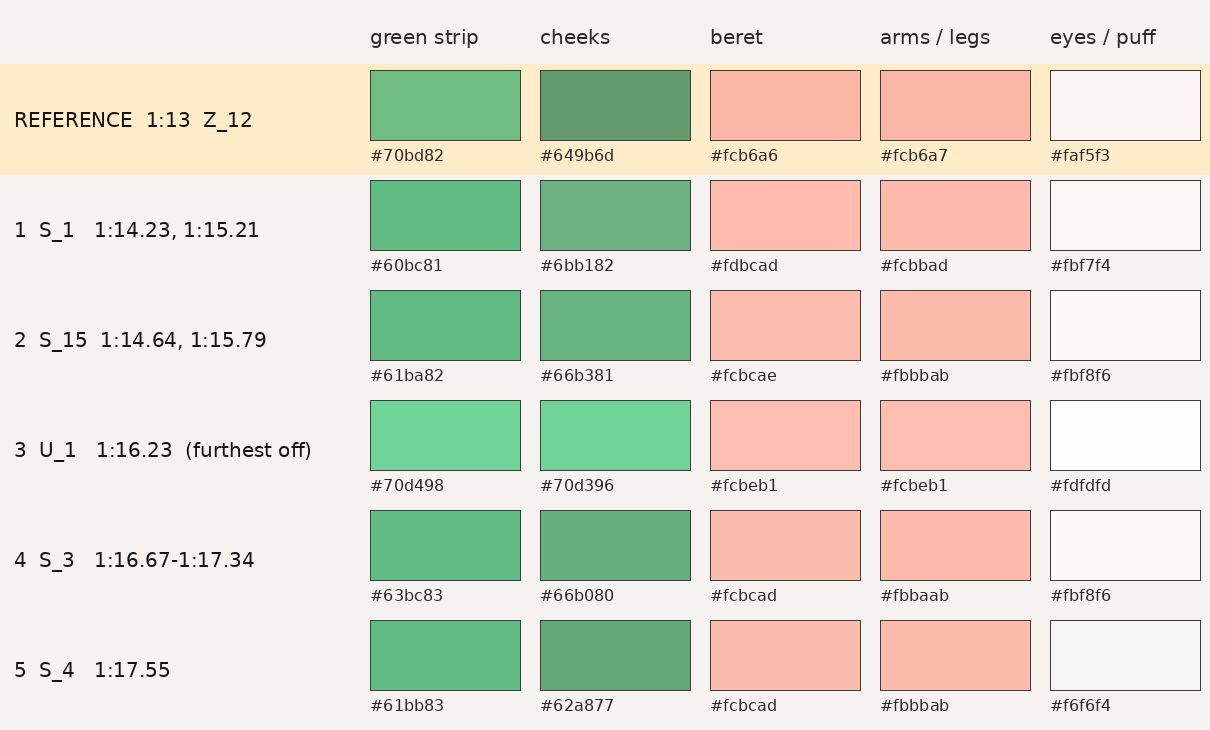 green strip cheeks beret arms / legs eyes / puff
REFERENCE 1:13 Z_12
#70bd82 #649b6d #fcb6a6 #fcb6a7 #faf5f3
1 S_1 1:14.23, 1:15.21
#60bc81 #6bb182 #fdbcad #fcbbad #fbf7f4
2 S_15 1:14.64, 1:15.79
#61ba82 #66b381 #fcbcae #fbbbab #fbf8f6
3 U_1 1:16.23 (furthest off)
#70d498 #70d396 #fcbeb1 #fcbeb1 #fdfdfd
4 S_3 1:16.67-1:17.34
#63bc83 #66b080 #fcbcad #fbbaab #fbf8f6
5 S_4 1:17.55
#61bb83 #62a877 #fcbcad #fbbbab #f6f6f4